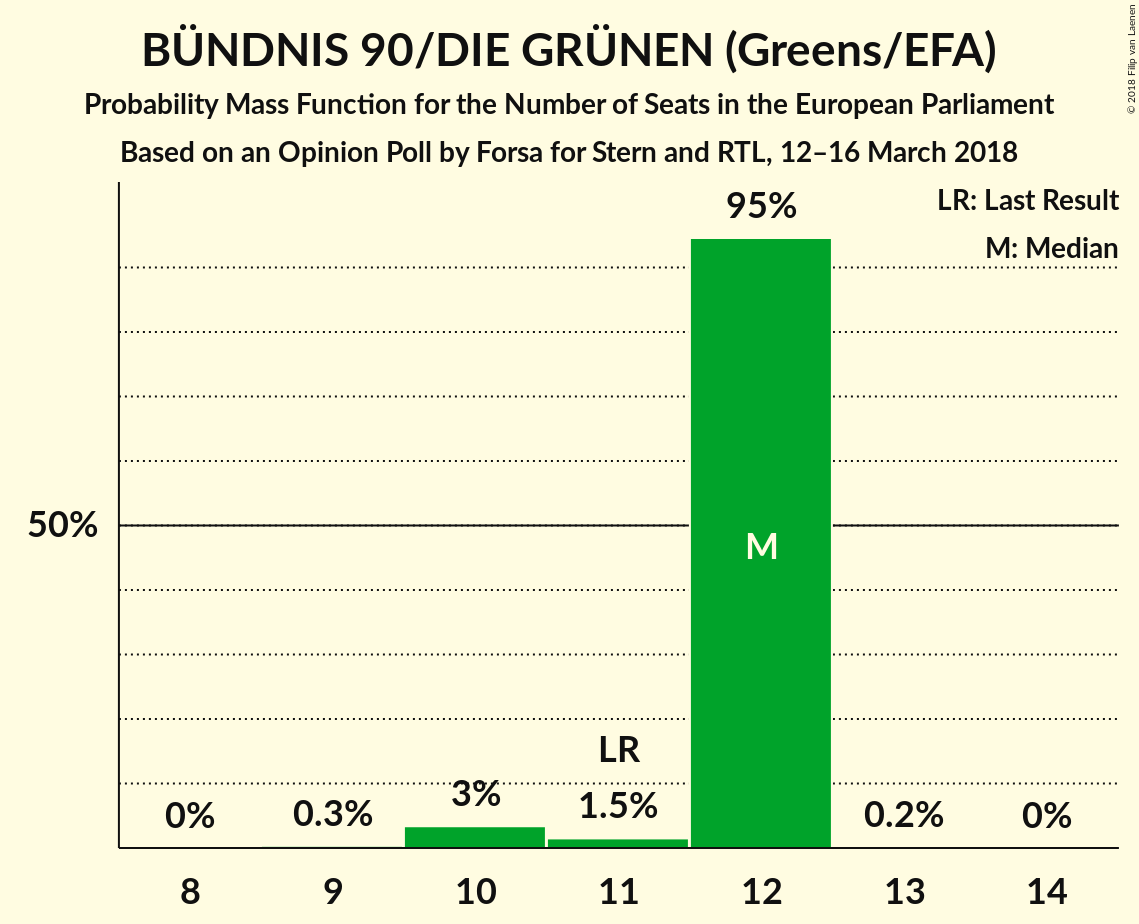 BÜNDNIS 90/DIE GRÜNEN (Greens/EFA)
Probability Mass Function for the Number of Seats in the European Parliament
Based on an Opinion Poll by Forsa for Stern and RTL, 12–16 March 2018
© 2018 Filip van Laenen
LR: Last Result
M: Median
95%
50%
M
LR
0%
0.3%
3%
1.5%
0.2%
0%
8 9 10 11 12 13 14